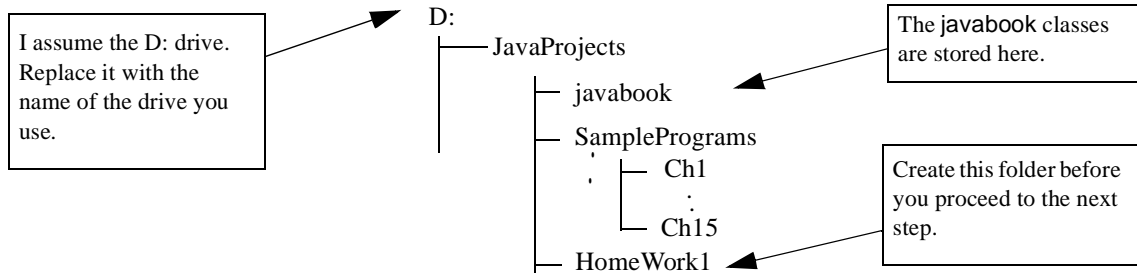 D:
I assume the D: drive.
Replace it with the
name of the drive you
use.
JavaProjects
The javabook classes
are stored here.
javabook
SamplePrograms
Ch1
:
Ch15
Create this folder before
you proceed to the next
step.
HomeWork1